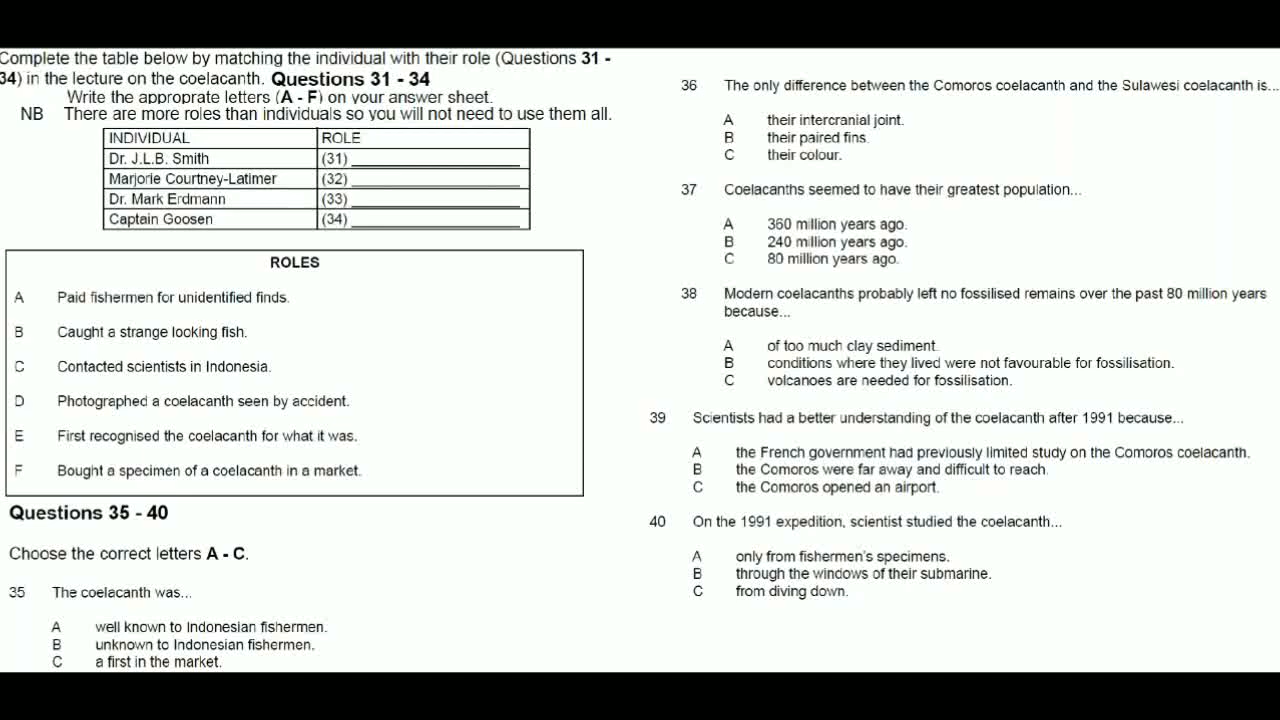 Complete the table below by matching the individual with their role (Questions 31 -
34) in the lecture on the coelacanth. Questions 31 - 34
Write the approprate letters (A - F) on your answer sheet.
NB There are more roles than individuals so you will not need to use them all.
INDIVIDUAL ROLE
Dr. J.L.B. Smith (31) ____________________
Marjorie Courtney-Latimer (32) ____________________
Dr. Mark Erdmann (33) ____________________
Captain Goosen (34) ____________________
ROLES
A Paid fishermen for unidentified finds.
B Caught a strange looking fish.
C Contacted scientists in Indonesia.
D Photographed a coelacanth seen by accident.
E First recognised the coelacanth for what it was.
F Bought a specimen of a coelacanth in a market.
Questions 35 - 40
Choose the correct letters A - C.
35 The coelacanth was...
A well known to Indonesian fishermen.
B unknown to Indonesian fishermen.
C a first in the market.
36 The only difference between the Comoros coelacanth and the Sulawesi coelacanth is...
A their intercranial joint.
B their paired fins.
C their colour.
37 Coelacanths seemed to have their greatest population...
A 360 million years ago.
B 240 million years ago.
C 80 million years ago.
38 Modern coelacanths probably left no fossilised remains over the past 80 million years
because...
A of too much clay sediment.
B conditions where they lived were not favourable for fossilisation.
C volcanoes are needed for fossilisation.
39 Scientists had a better understanding of the coelacanth after 1991 because...
A the French government had previously limited study on the Comoros coelacanth.
B the Comoros were far away and difficult to reach.
C the Comoros opened an airport.
40 On the 1991 expedition, scientist studied the coelacanth...
A only from fishermen's specimens.
B through the windows of their submarine.
C from diving down.